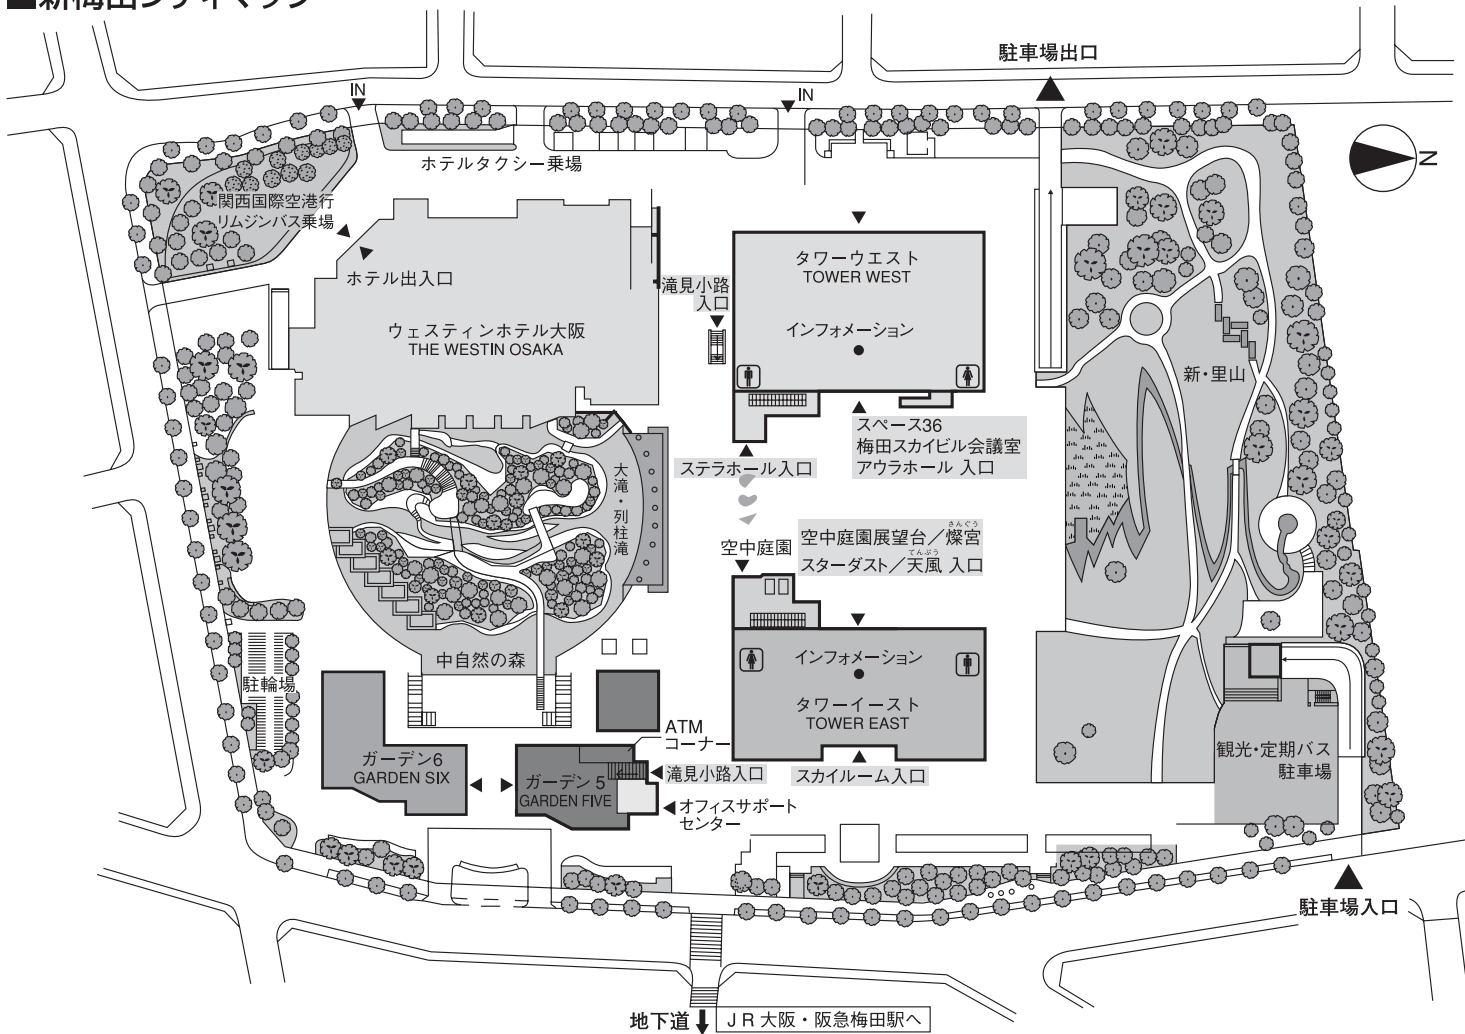 ■新梅田シティマップ
駐車場出口
IN
IN
N
ホテルタクシー乗場
関西国際空港行
リムジンバス乗場
ホテル出入口
ウェスティンホテル大阪
THE WESTIN OSAKA
滝見小路
入口
タワーウエスト
TOWER WEST
インフォメーション
新・里山
スペース36
梅田スカイビル会議室
アウラホール 入口
ステラホール入口
大滝・列柱滝
空中庭園
さんぐう
空中庭園展望台／燦宮
てんぷう
スターダスト／天風 入口
中自然の森
駐輪場
インフォメーション
タワーイースト
TOWER EAST
ATM
コーナー
ガーデン6
GARDEN SIX
ガーデン5
GARDEN FIVE
滝見小路入口
スカイルーム入口
オフィスサポート
センター
観光・定期バス
駐車場
駐車場入口
地下道
JR大阪・阪急梅田駅へ